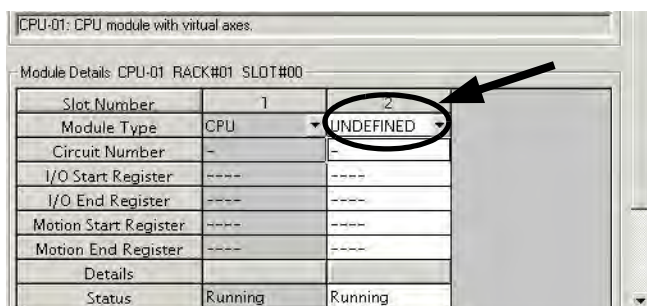 CPU-01: CPU module with virtual axes.
Module Details CPU-01 RACK#01 SLOT#00
Slot Number 1 2
Module Type CPU UNDEFINED
Circuit Number - -
I/O Start Register ---- ----
I/O End Register ---- ----
Motion Start Register ---- ----
Motion End Register ---- ----
Details
Status Running Running